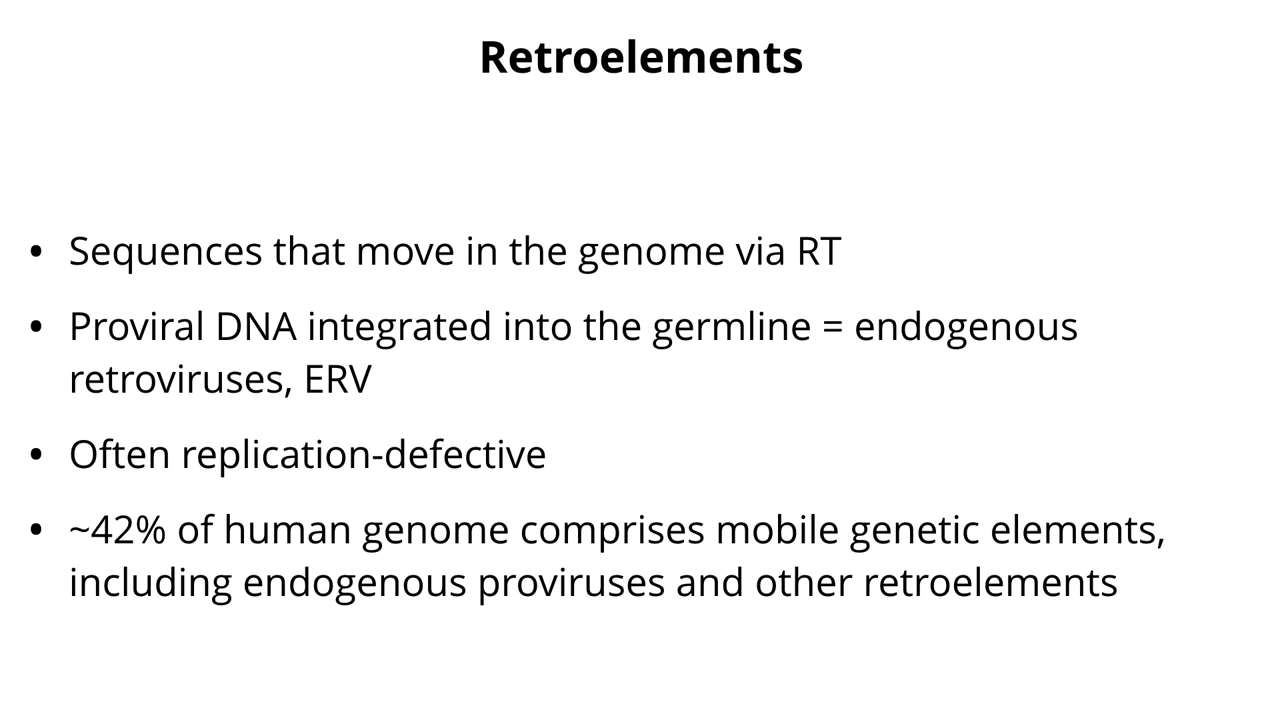 Retroelements
• Sequences that move in the genome via RT
• Proviral DNA integrated into the germline = endogenous
retroviruses, ERV
• Often replication-defective
• ~42% of human genome comprises mobile genetic elements,
including endogenous proviruses and other retroelements